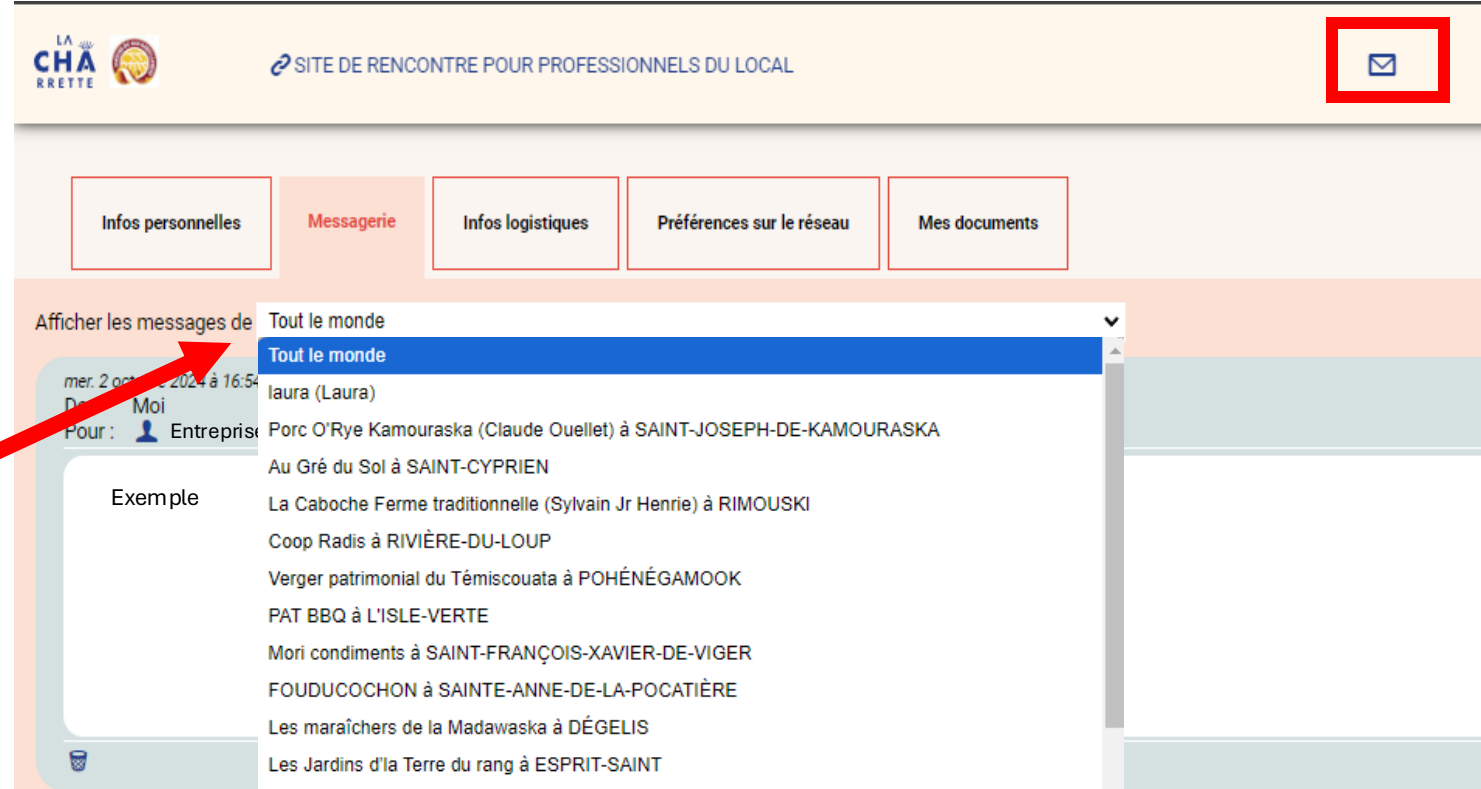 LA
CHA
RRETTE
SITE DE RENCONTRE POUR PROFESSIONNELS DU LOCAL
Infos personnelles
Messagerie
Infos logistiques
Préférences sur le réseau
Mes documents
Afficher les messages de Tout le monde
Tout le monde
mer. 2 2024 à 16:54
Moi
Pour : Entreprise
Exemple
laura (Laura)
Porc O'Rye Kamouraska (Claude Ouellet) à SAINT-JOSEPH-DE-KAMOURASKA
Au Gré du Sol à SAINT-CYPRIEN
La Caboche Ferme traditionnelle (Sylvain Jr Henrie) à RIMOUSKI
Coop Radis à RIVIÈRE-DU-LOUP
Verger patrimonial du Témiscouata à POHÉNÉGAMOOK
PAT BBQ à L'ISLE-VERTE
Mori condiments à SAINT-FRANÇOIS-XAVIER-DE-VIGER
FOUDUCOCHON à SAINTE-ANNE-DE-LA-POCATIÈRE
Les maraîchers de la Madawaska à DÉGELIS
Les Jardins d'la Terre du rang à ESPRIT-SAINT